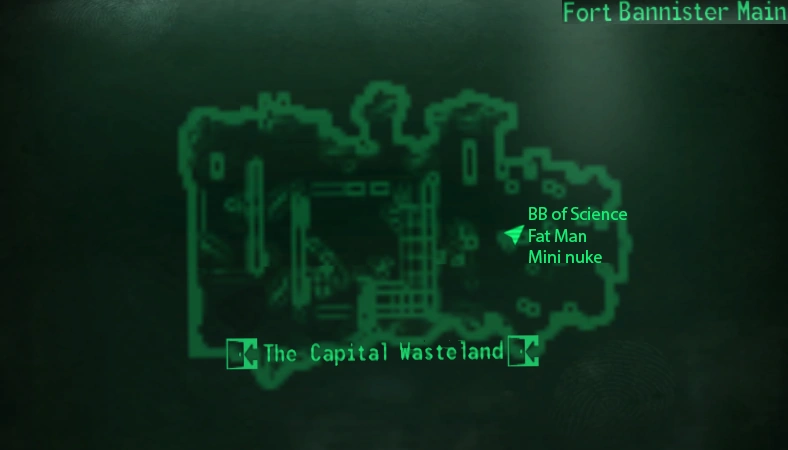 Fort Bannister Main
BB of Science
Fat Man
Mini nuke
The Capital Wasteland